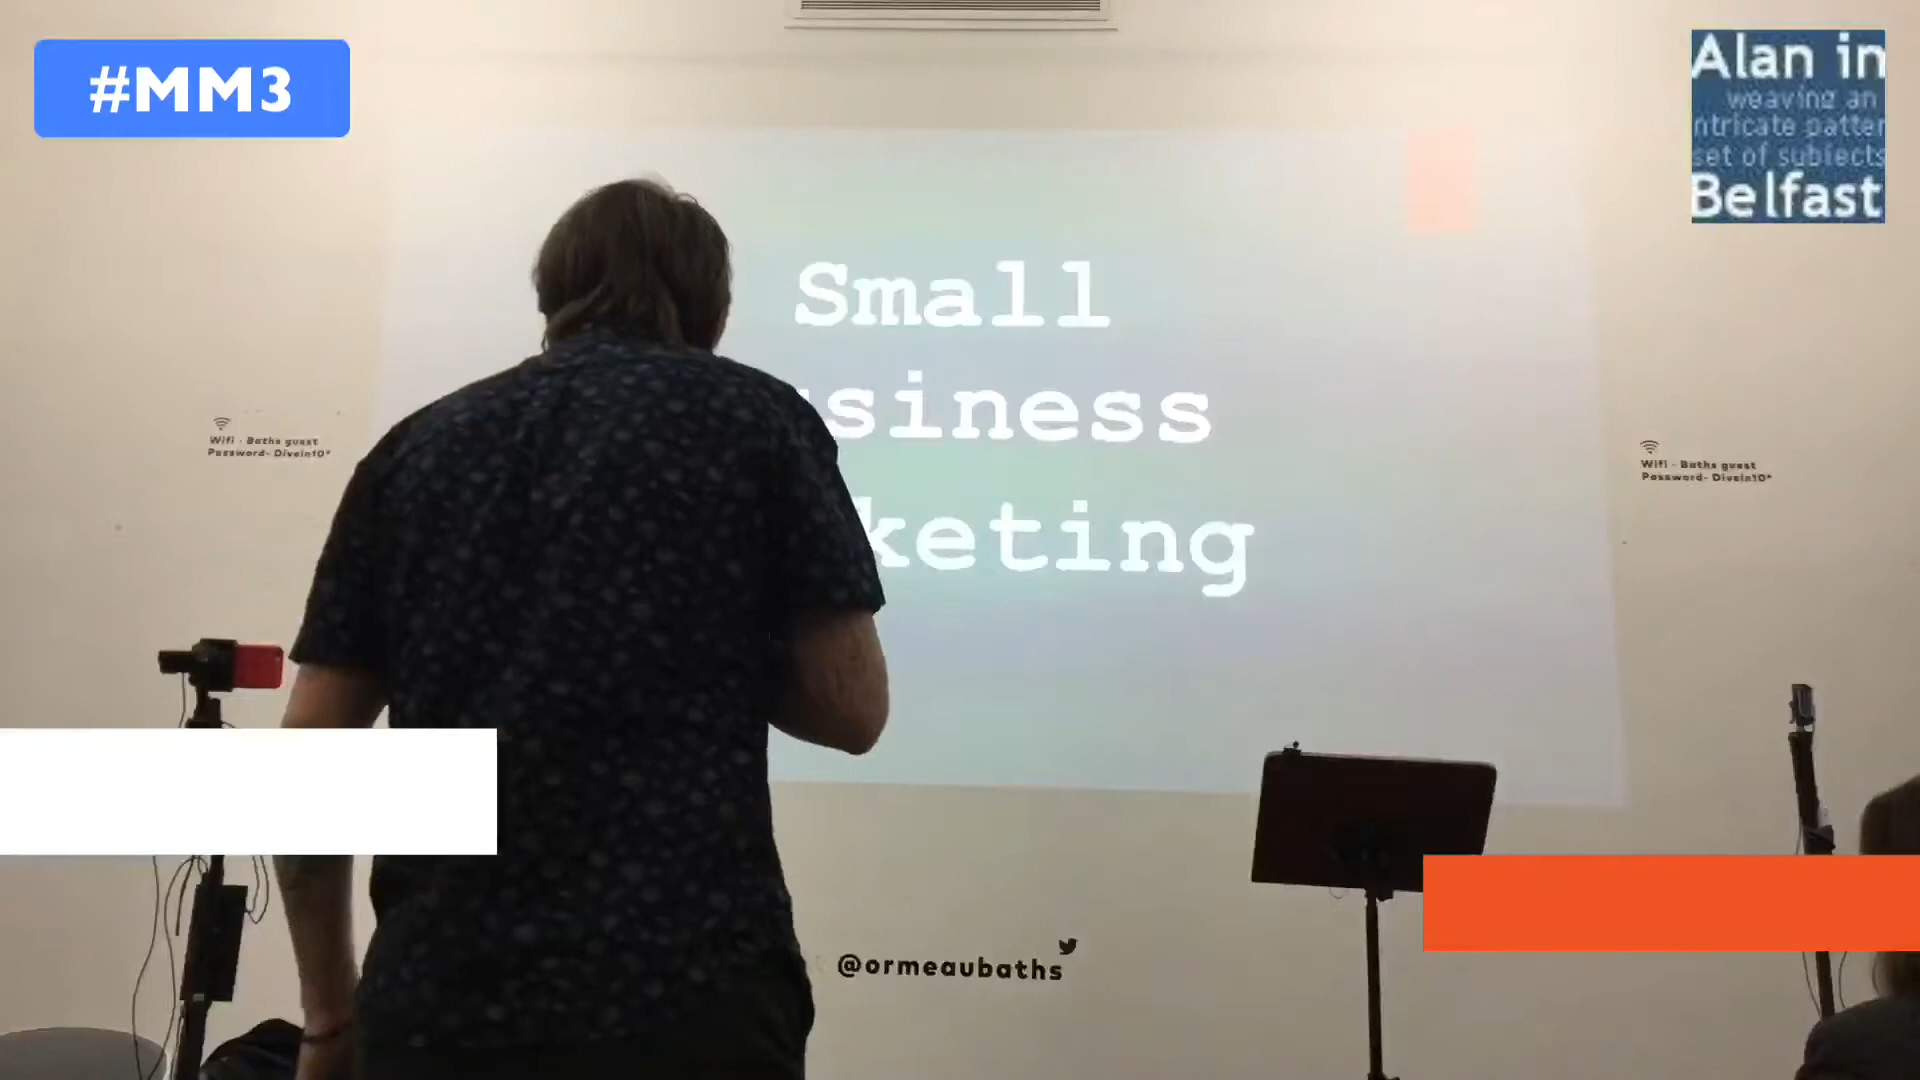 #MM3
Alan in
weaving an
ntricate patter
set of subjects
Belfast
Small
siness
keting
Wifi - Baths guest
Password- Divein10*
Wifi - Baths guest
Password- Divein10*
@ormeaubaths